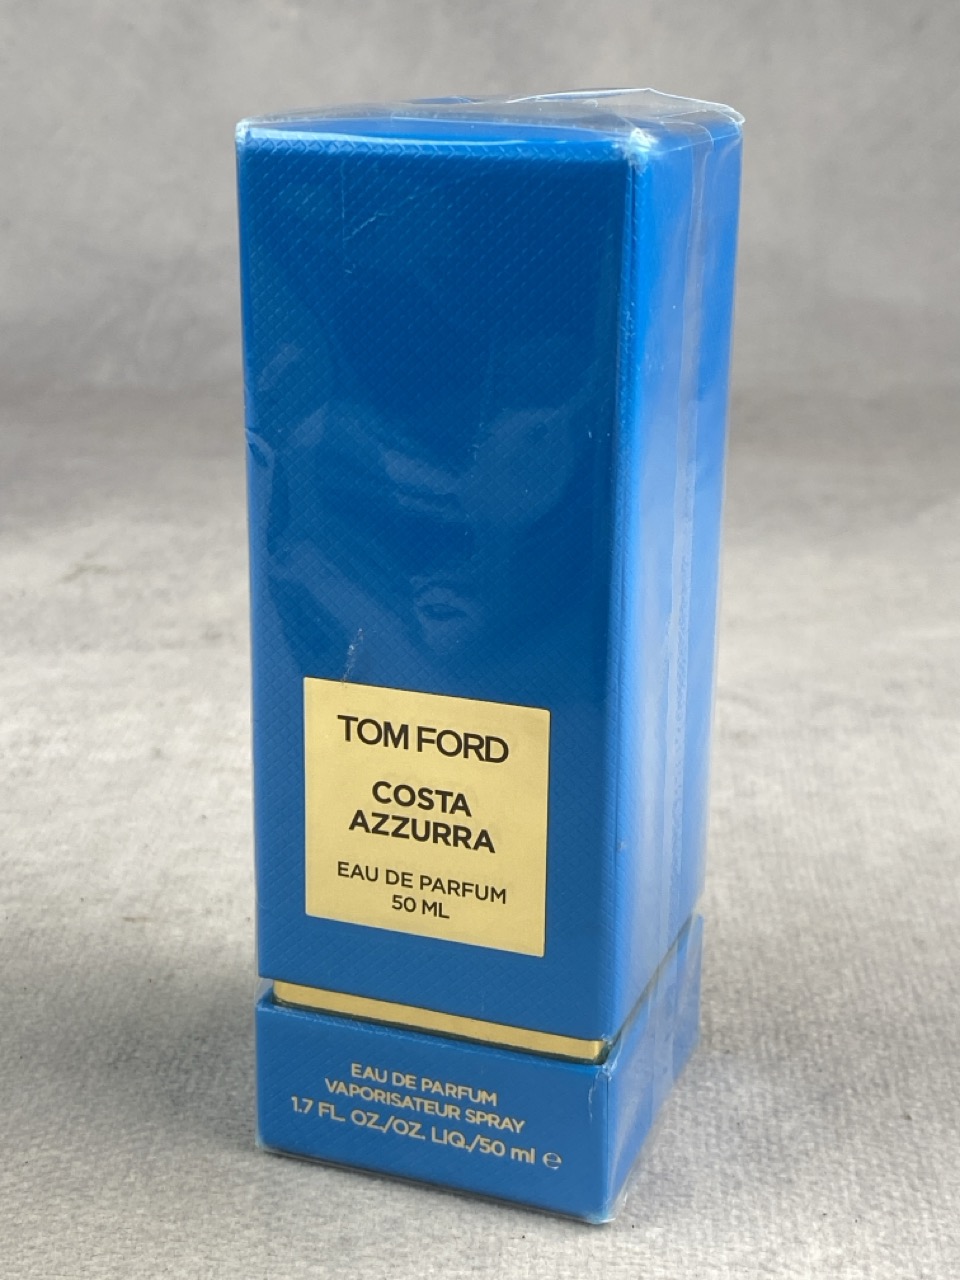 TOM FORD
COSTA
AZZURRA
EAU DE PARFUM
50 ML
EAU DE PARFUM
VAPORISATEUR SPRAY
1.7 FL. OZ./OZ. LIQ./50 ml ℮